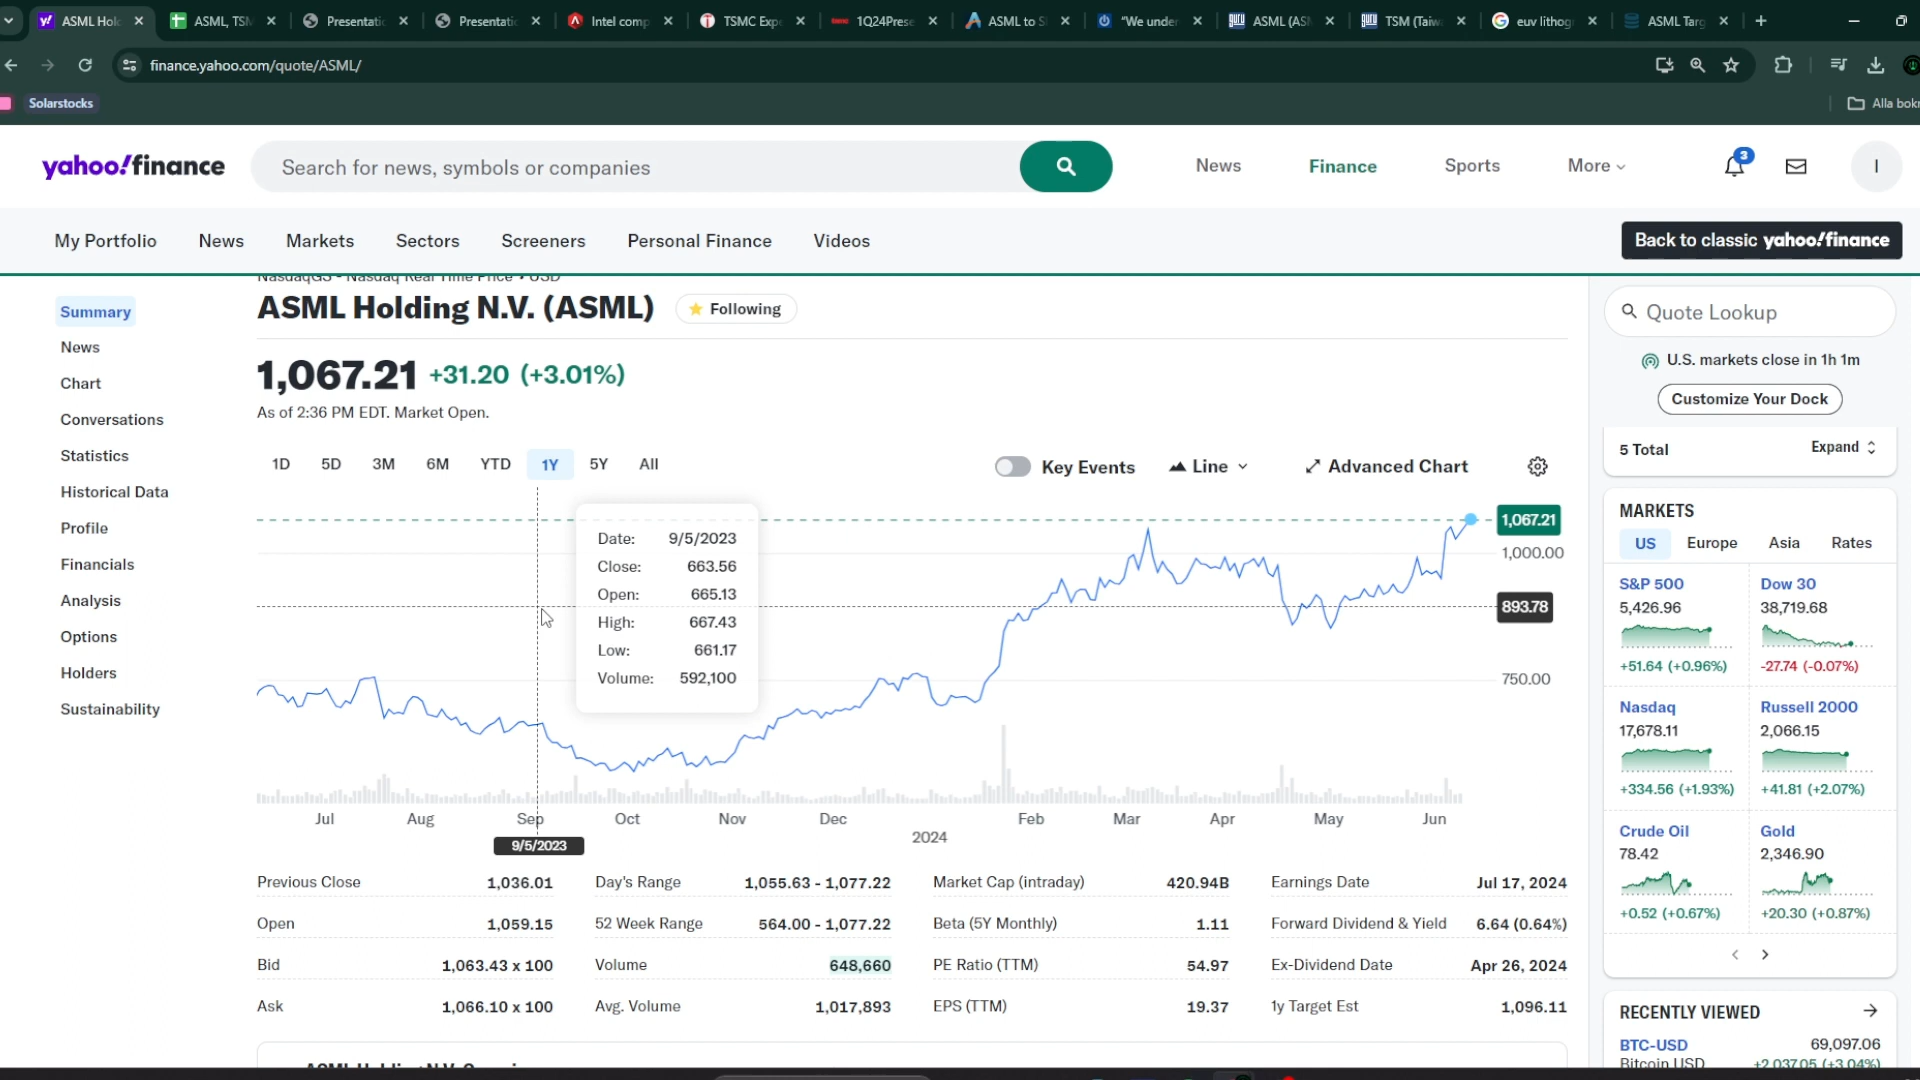 ASML Hol
ASML, TSM
Presentatio
Presentatio
Intel comp
TSMC Exp
1Q24Prese
ASML to S
"We under
ASML (AS
TSM (Taiw
euv lithog
ASML Targ
finance.yahoo.com/quote/ASML/
Solarstocks
Alla bok
yahoo!finance
Search for news, symbols or companies
News
Finance
Sports
More
3
I
My Portfolio
News
Markets
Sectors
Screeners
Personal Finance
Videos
Back to classic yahoo!finance
NasdaqGS - Nasdaq Real Time Price • USD
ASML Holding N.V. (ASML)
Following
1,067.21 +31.20 (+3.01%)
As of 2:36 PM EDT. Market Open.
Summary
News
Chart
Conversations
Statistics
Historical Data
Profile
Financials
Analysis
Options
Holders
Sustainability
1D 5D 3M 6M YTD 1Y 5Y All
Key Events
Line
Advanced Chart
Date: 9/5/2023
Close: 663.56
Open: 665.13
High: 667.43
Low: 661.17
Volume: 592,100
1,067.21
1,000.00
893.78
750.00
Jul Aug Sep Oct Nov Dec 2024 Feb Mar Apr May Jun
9/5/2023
Previous Close 1,036.01
Open 1,059.15
Bid 1,063.43 x 100
Ask 1,066.10 x 100
Day's Range 1,055.63 - 1,077.22
52 Week Range 564.00 - 1,077.22
Volume 648,660
Avg. Volume 1,017,893
Market Cap (intraday) 420.94B
Beta (5Y Monthly) 1.11
PE Ratio (TTM) 54.97
EPS (TTM) 19.37
Earnings Date Jul 17, 2024
Forward Dividend & Yield 6.64 (0.64%)
Ex-Dividend Date Apr 26, 2024
1y Target Est 1,096.11
Quote Lookup
U.S. markets close in 1h 1m
Customize Your Dock
5 Total
Expand
MARKETS
US Europe Asia Rates
S&P 500
5,426.96
+51.64 (+0.96%)
Dow 30
38,719.68
-27.74 (-0.07%)
Nasdaq
17,678.11
+334.56 (+1.93%)
Russell 2000
2,066.15
+41.81 (+2.07%)
Crude Oil
78.42
+0.52 (+0.67%)
Gold
2,346.90
+20.30 (+0.87%)
RECENTLY VIEWED
BTC-USD 69,097.06
Bitcoin USD +2,037.05 (+3.04%)